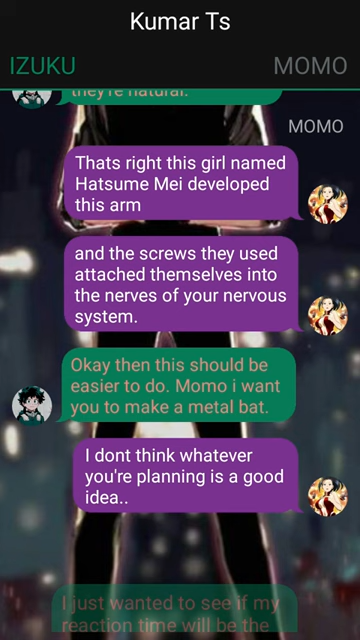 Kumar Ts
IZUKU
MOMO
they're natural.
MOMO
Thats right this girl named
Hatsume Mei developed
this arm
and the screws they used
attached themselves into
the nerves of your nervous
system.
Okay then this should be
easier to do. Momo i want
you to make a metal bat.
I dont think whatever
you're planning is a good
idea..
I just wanted to see if my
reaction time will be the